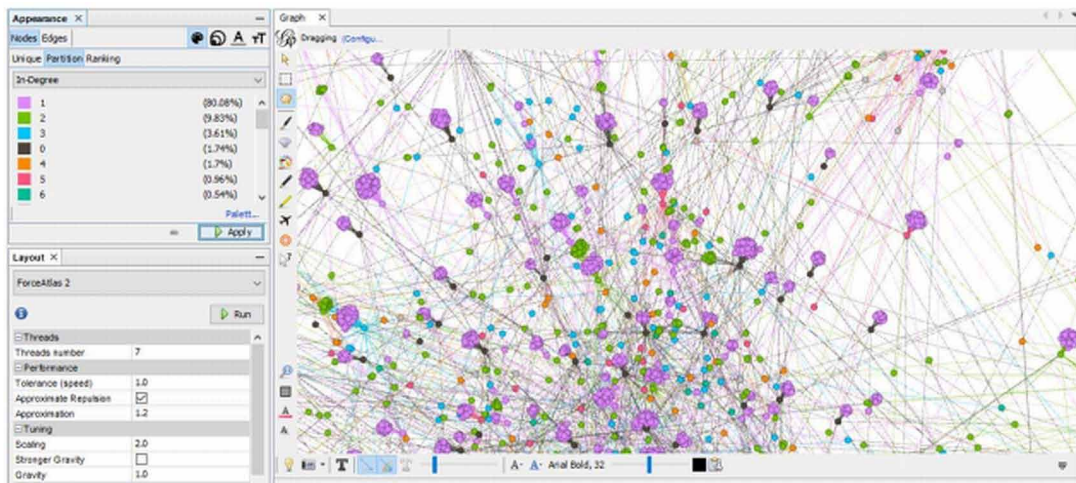 Appearance
Nodes Edges
Unique Partition Ranking
In-Degree
1 (80.08%)
2 (9.83%)
3 (3.61%)
0 (1.74%)
4 (1.7%)
5 (0.96%)
6 (0.54%)
Palett...
Apply
Layout
ForceAtlas 2
Run
Threads
Threads number 7
Performance
Tolerance (speed) 1.0
Approximate Repulsion
Approximation 1.2
Tuning
Scaling 2.0
Stronger Gravity
Gravity 1.0
Graph
Dragging (Configu...
T A- A- Arial Bold, 32